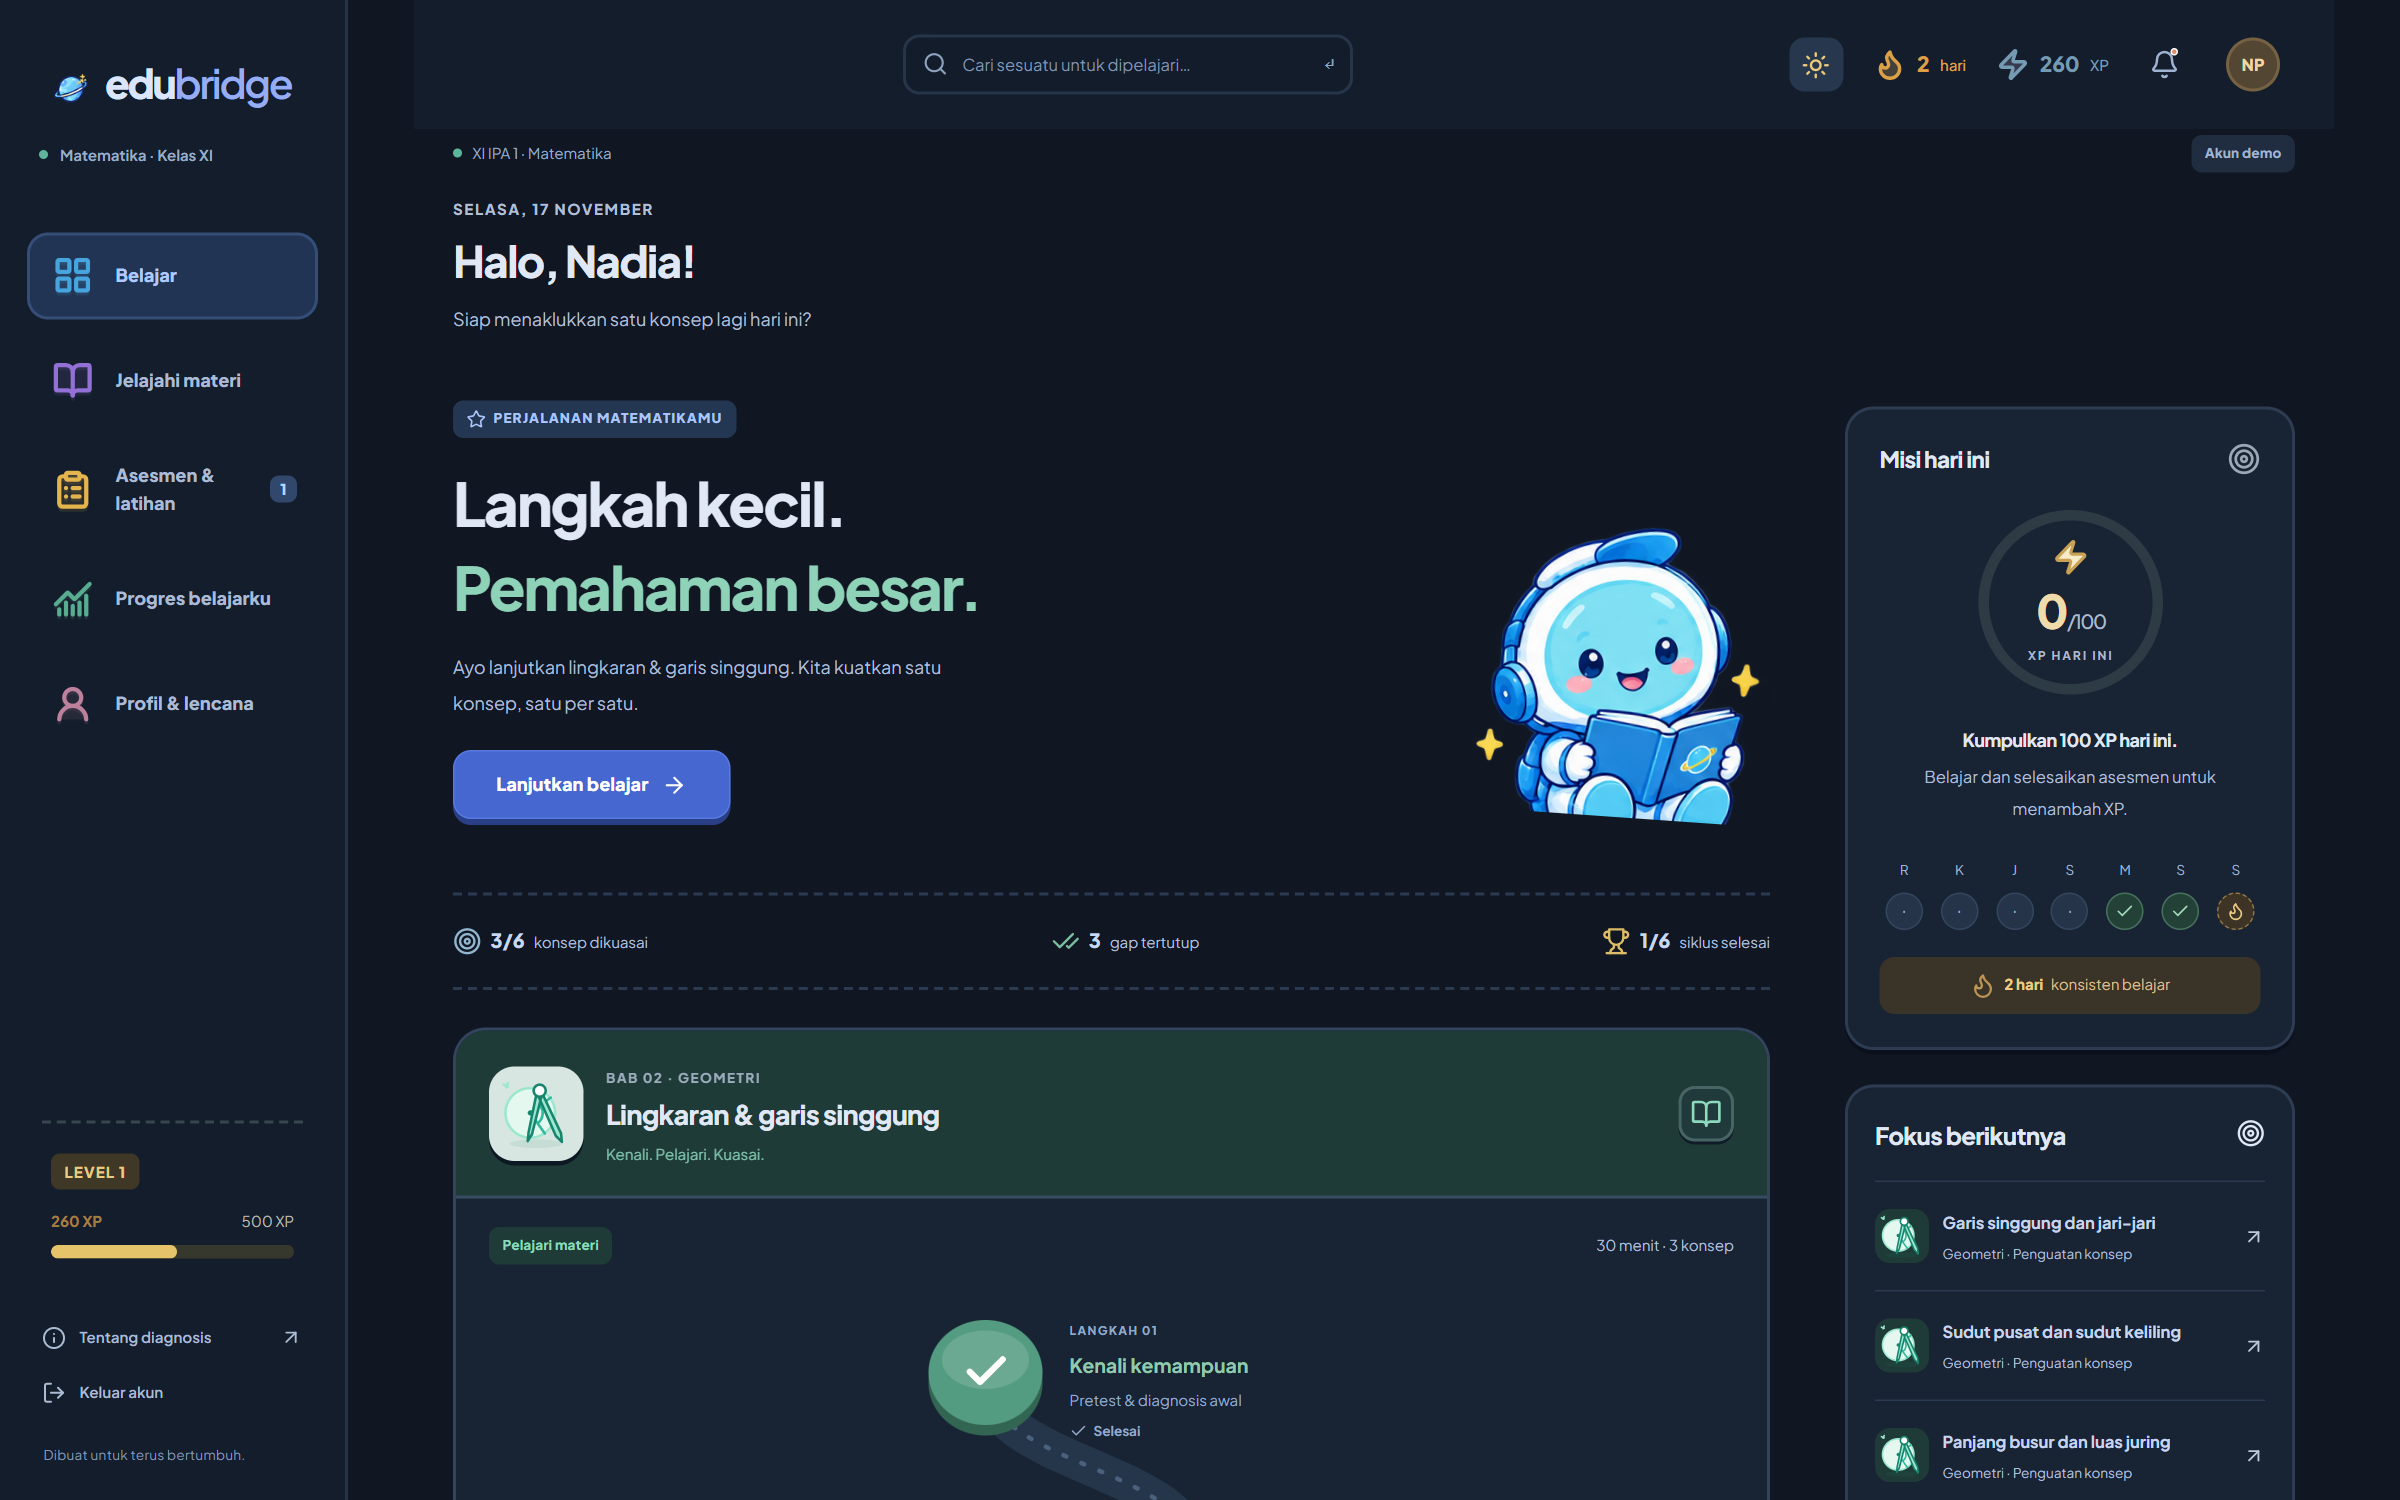 edubridge
Matematika · Kelas XI
Belajar
Jelajahi materi
Asesmen &
latihan
1
Progres belajarku
Profil & lencana
LEVEL 1
260 XP
500 XP
Tentang diagnosis
Keluar akun
Dibuat untuk terus bertumbuh.
Cari sesuatu untuk dipelajari...
2 hari
260 XP
NP
XI IPA 1 · Matematika
Akun demo
SELASA, 17 NOVEMBER
Halo, Nadia!
Siap menaklukkan satu konsep lagi hari ini?
PERJALANAN MATEMATIKAMU
Langkah kecil.
Pemahaman besar.
Ayo lanjutkan lingkaran & garis singgung. Kita kuatkan satu
konsep, satu per satu.
Lanjutkan belajar
3/6 konsep dikuasai
3 gap tertutup
1/6 siklus selesai
BAB 02 · GEOMETRI
Lingkaran & garis singgung
Kenali. Pelajari. Kuasai.
Pelajari materi
30 menit · 3 konsep
LANGKAH 01
Kenali kemampuan
Pretest & diagnosis awal
Selesai
Misi hari ini
0/100
XP HARI INI
Kumpulkan 100 XP hari ini.
Belajar dan selesaikan asesmen untuk
menambah XP.
R K J S M S S
2 hari konsisten belajar
Fokus berikutnya
Garis singgung dan jari-jari
Geometri · Penguatan konsep
Sudut pusat dan sudut keliling
Geometri · Penguatan konsep
Panjang busur dan luas juring
Geometri · Penguatan konsep